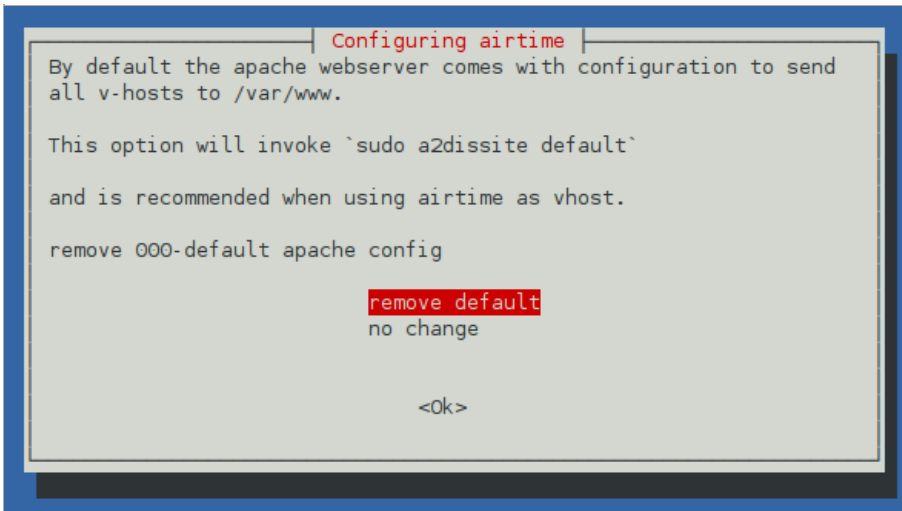 Configuring airtime
By default the apache webserver comes with configuration to send
all v-hosts to /var/www.
This option will invoke `sudo a2dissite default`
and is recommended when using airtime as vhost.
remove 000-default apache config
remove default
no change
<Ok>